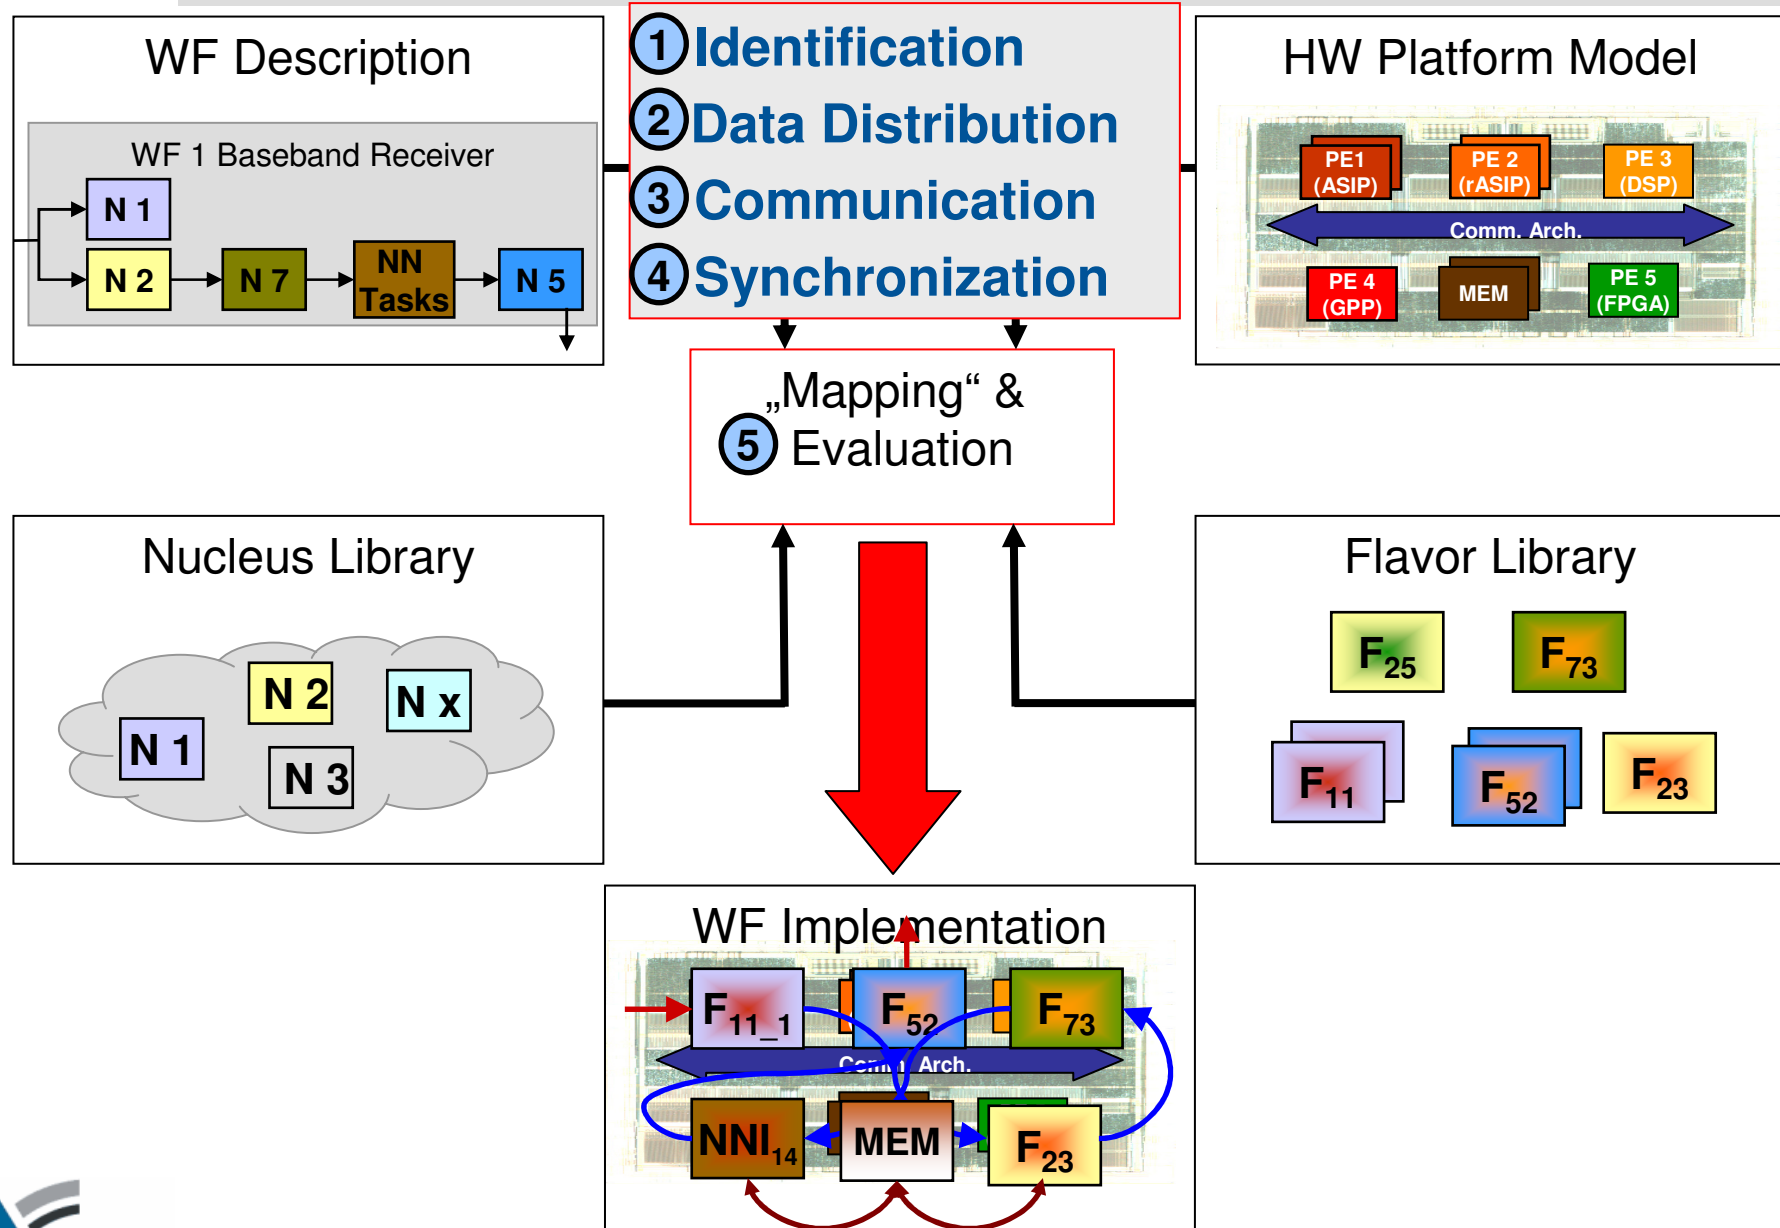 WF Description
WF 1 Baseband Receiver
N 1
N 2
N 7
NN
Tasks
N 5
1 Identification
2 Data Distribution
3 Communication
4 Synchronization
HW Platform Model
PE1
(ASIP)
PE 2
(rASIP)
PE 3
(DSP)
Comm. Arch.
PE 4
(GPP)
MEM
PE 5
(FPGA)
„Mapping“ &
5 Evaluation
Nucleus Library
N 1
N 2
N 3
N x
Flavor Library
F25
F73
F11
F52
F23
WF Implementation
F11_1
F52
F73
Comm. Arch.
NNI14
MEM
F23